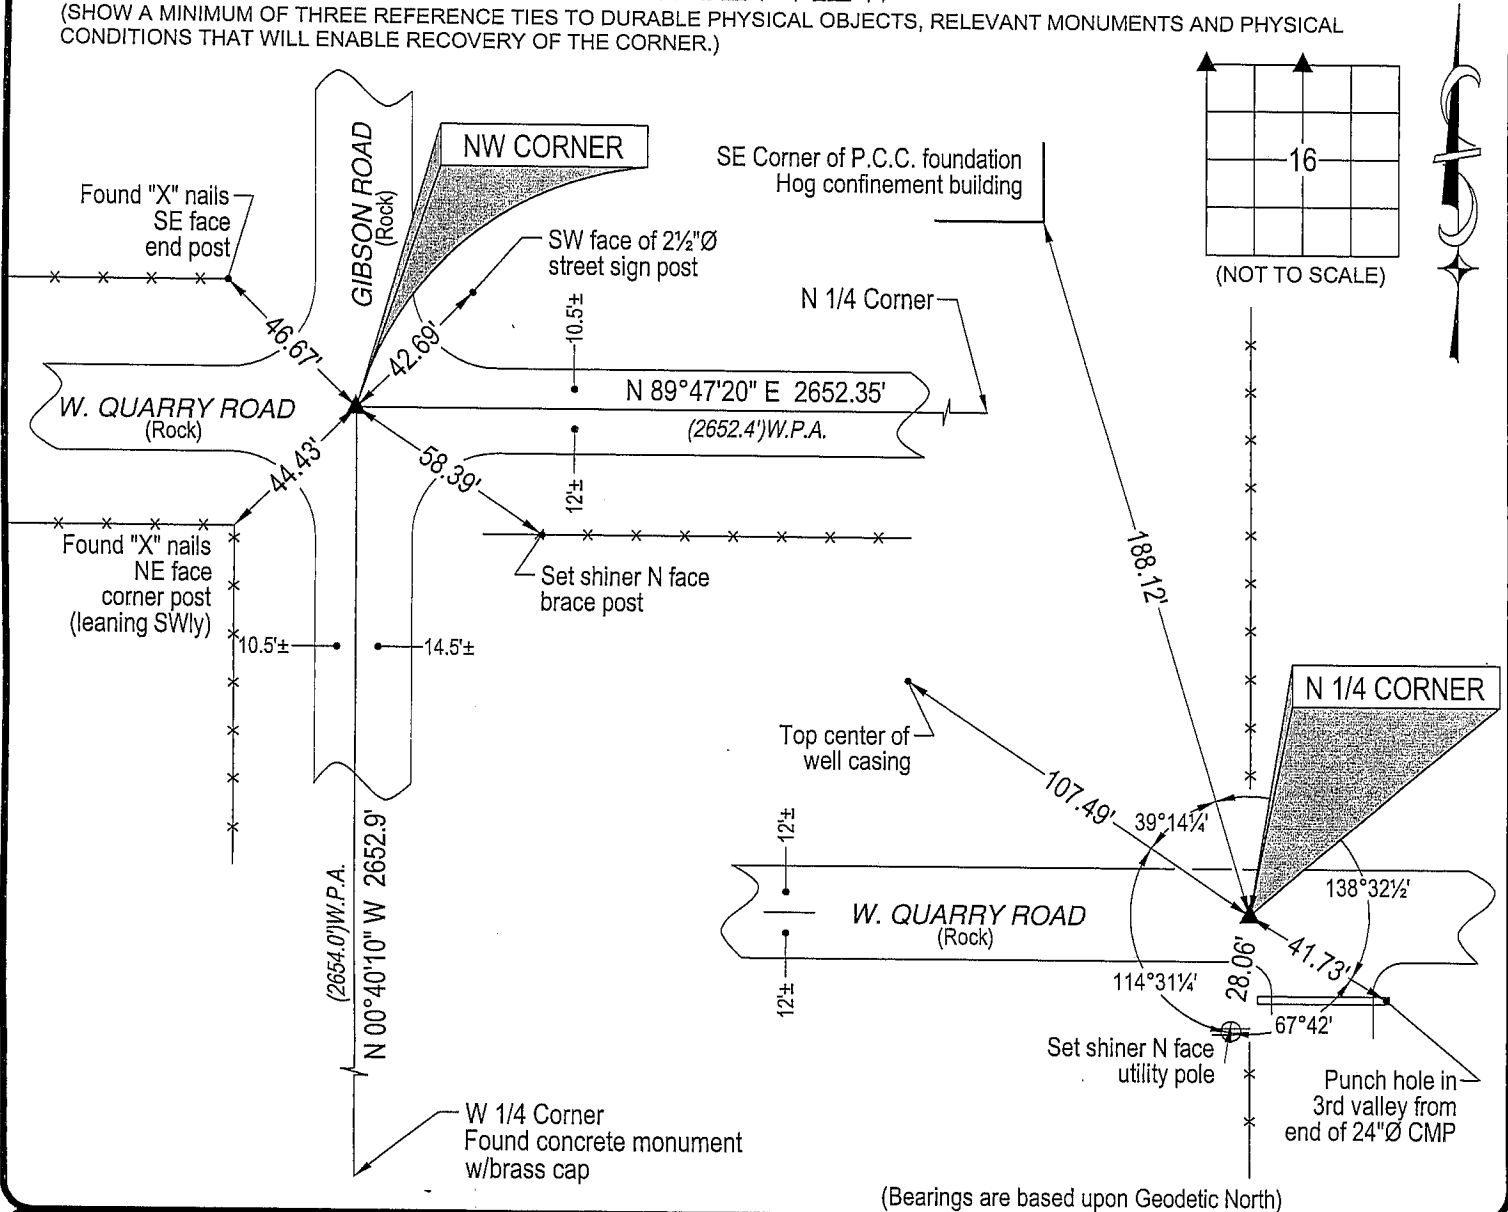 (SHOW A MINIMUM OF THREE REFERENCE TIES TO DURABLE PHYSICAL OBJECTS, RELEVANT MONUMENTS AND PHYSICAL
CONDITIONS THAT WILL ENABLE RECOVERY OF THE CORNER.)
NW CORNER
GIBSON ROAD
(Rock)
Found "X" nails
SE face
end post
SW face of 2½"Ø
street sign post
SE Corner of P.C.C. foundation
Hog confinement building
16
(NOT TO SCALE)
N 1/4 Corner
46.67'
42.69'
10.5'±
W. QUARRY ROAD
(Rock)
N 89°47'20" E 2652.35'
(2652.4')W.P.A.
44.43'
58.39'
12'±
Found "X" nails
NE face
corner post
(leaning SWly)
Set shiner N face
brace post
10.5'±
14.5'±
188.12'
N 1/4 CORNER
Top center of
well casing
107.49'
39°14¼'
12'±
138°32½'
W. QUARRY ROAD
(Rock)
(2654.0')W.P.A.
N 00°40'10" W 2652.9'
28.06'
41.73'
114°31¼'
12'±
67°42'
Set shiner N face
utility pole
Punch hole in
3rd valley from
end of 24"Ø CMP
W 1/4 Corner
Found concrete monument
w/brass cap
(Bearings are based upon Geodetic North)